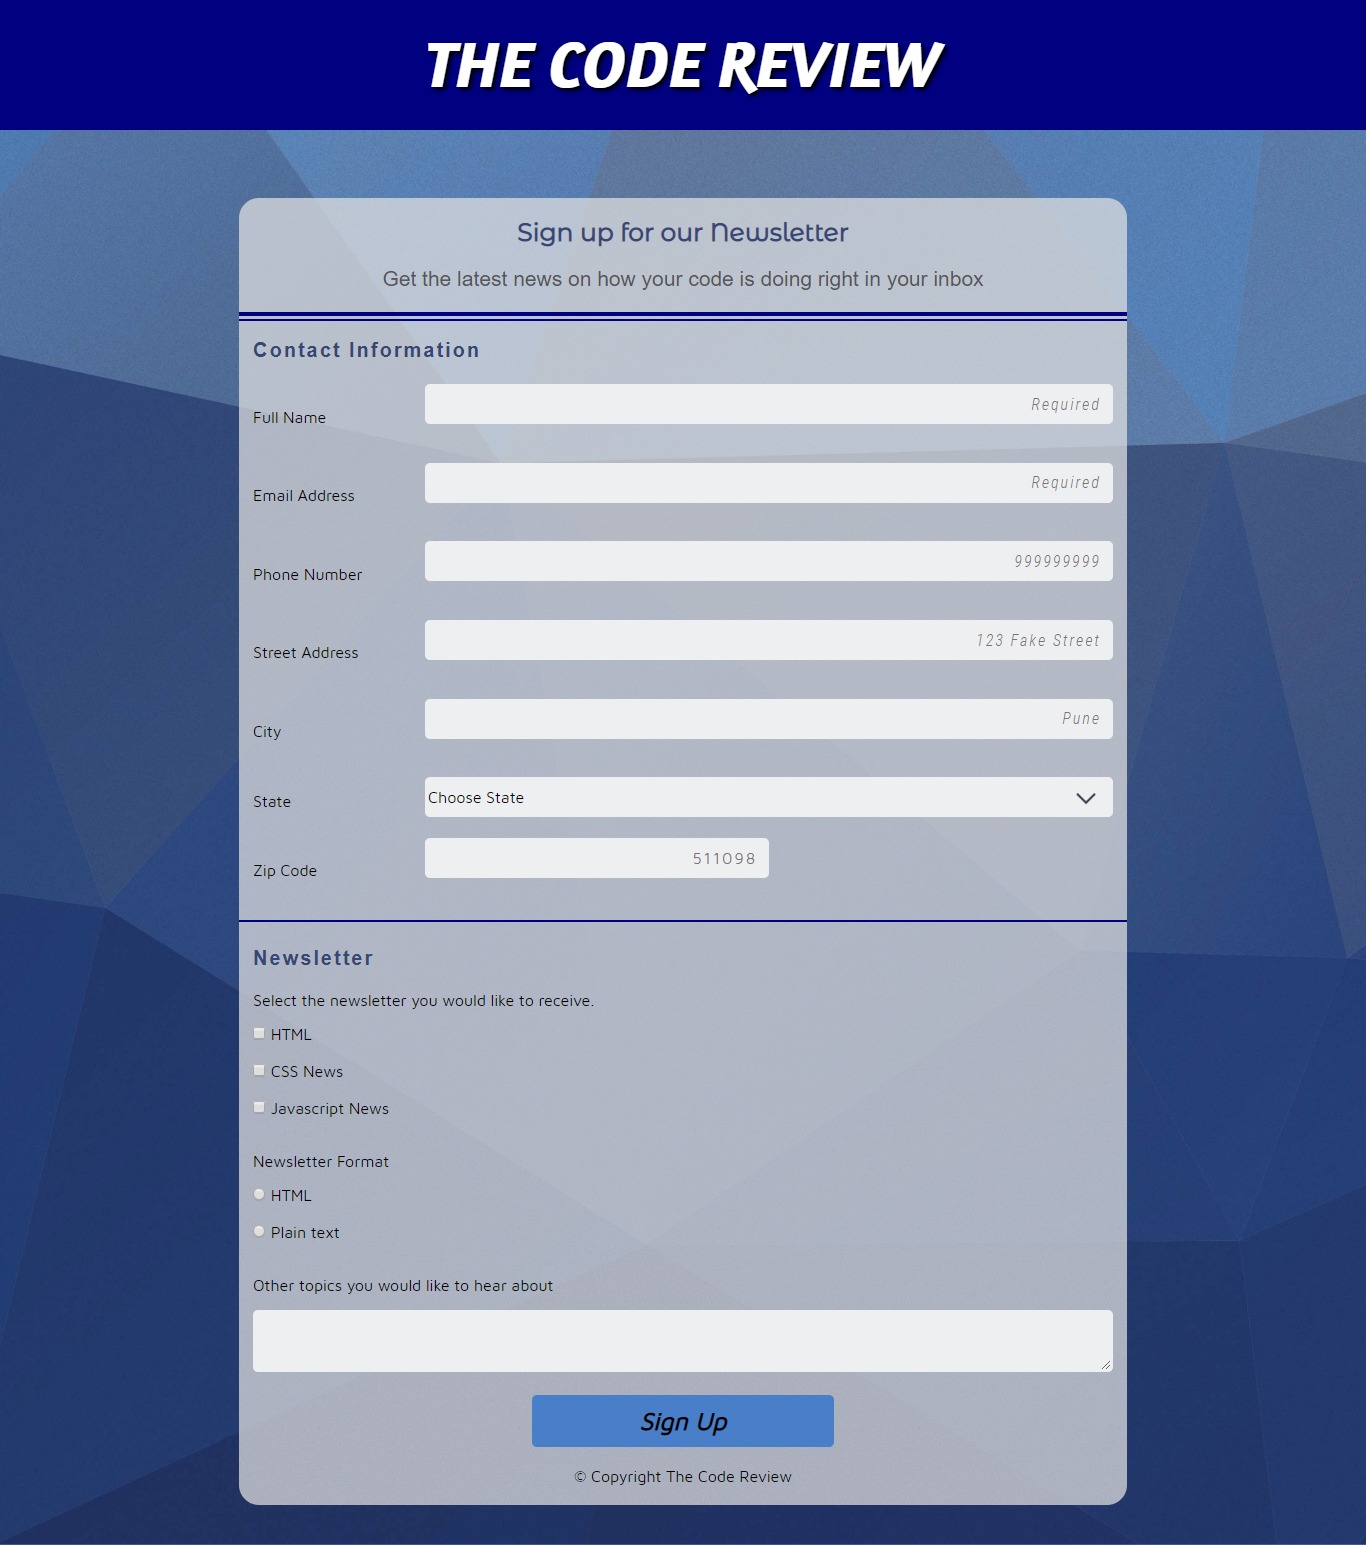 THE CODE REVIEW
Sign up for our Newsletter
Get the latest news on how your code is doing right in your inbox
Contact Information
Full Name
Required
Email Address
Required
Phone Number
999999999
Street Address
123 Fake Street
City
Pune
State
Choose State
Zip Code
511098
Newsletter
Select the newsletter you would like to receive.
HTML
CSS News
Javascript News
Newsletter Format
HTML
Plain text
Other topics you would like to hear about
Sign Up
© Copyright The Code Review